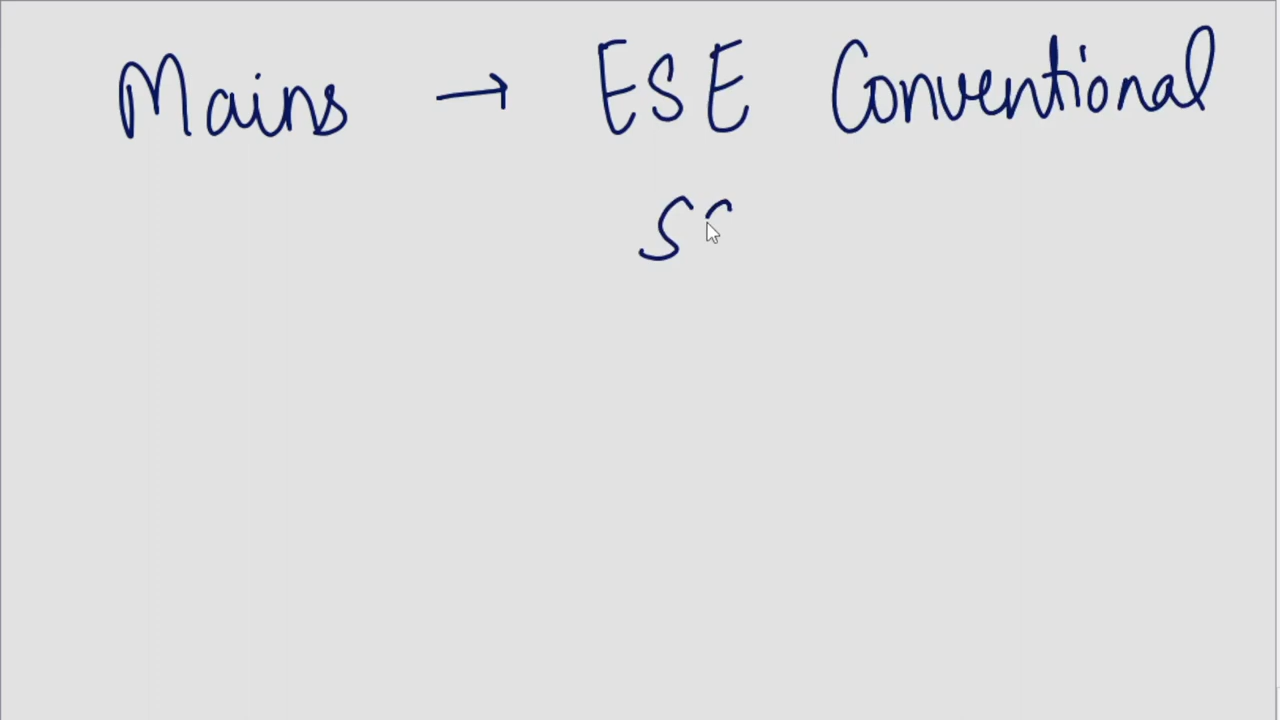 Mains → ESE Conventional
S